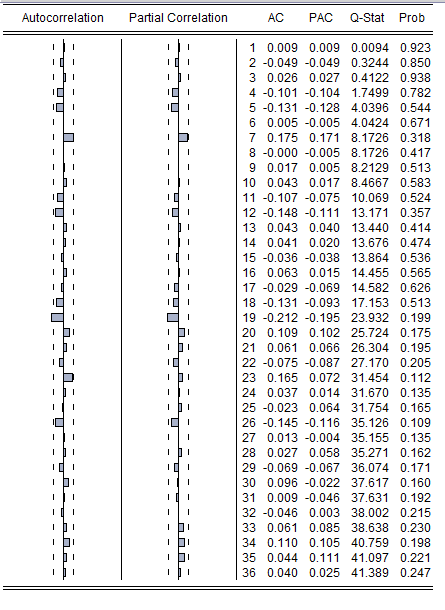 Autocorrelation Partial Correlation AC PAC Q-Stat Prob
1 0.009 0.009 0.0094 0.923
2 -0.049 -0.049 0.3244 0.850
3 0.026 0.027 0.4122 0.938
4 -0.101 -0.104 1.7499 0.782
5 -0.131 -0.128 4.0396 0.544
6 0.005 -0.005 4.0424 0.671
7 0.175 0.171 8.1726 0.318
8 -0.000 -0.005 8.1726 0.417
9 0.017 0.005 8.2129 0.513
10 0.043 0.017 8.4667 0.583
11 -0.107 -0.075 10.069 0.524
12 -0.148 -0.111 13.171 0.357
13 0.043 0.040 13.440 0.414
14 0.041 0.020 13.676 0.474
15 -0.036 -0.038 13.864 0.536
16 0.063 0.015 14.455 0.565
17 -0.029 -0.069 14.582 0.626
18 -0.131 -0.093 17.153 0.513
19 -0.212 -0.195 23.932 0.199
20 0.109 0.102 25.724 0.175
21 0.061 0.066 26.304 0.195
22 -0.075 -0.087 27.170 0.205
23 0.165 0.072 31.454 0.112
24 0.037 0.014 31.670 0.135
25 -0.023 0.064 31.754 0.165
26 -0.145 -0.116 35.126 0.109
27 0.013 -0.004 35.155 0.135
28 0.027 0.058 35.271 0.162
29 -0.069 -0.067 36.074 0.171
30 0.096 -0.022 37.617 0.160
31 0.009 -0.046 37.631 0.192
32 -0.046 0.003 38.002 0.215
33 0.061 0.085 38.638 0.230
34 0.110 0.105 40.759 0.198
35 0.044 0.111 41.097 0.221
36 0.040 0.025 41.389 0.247